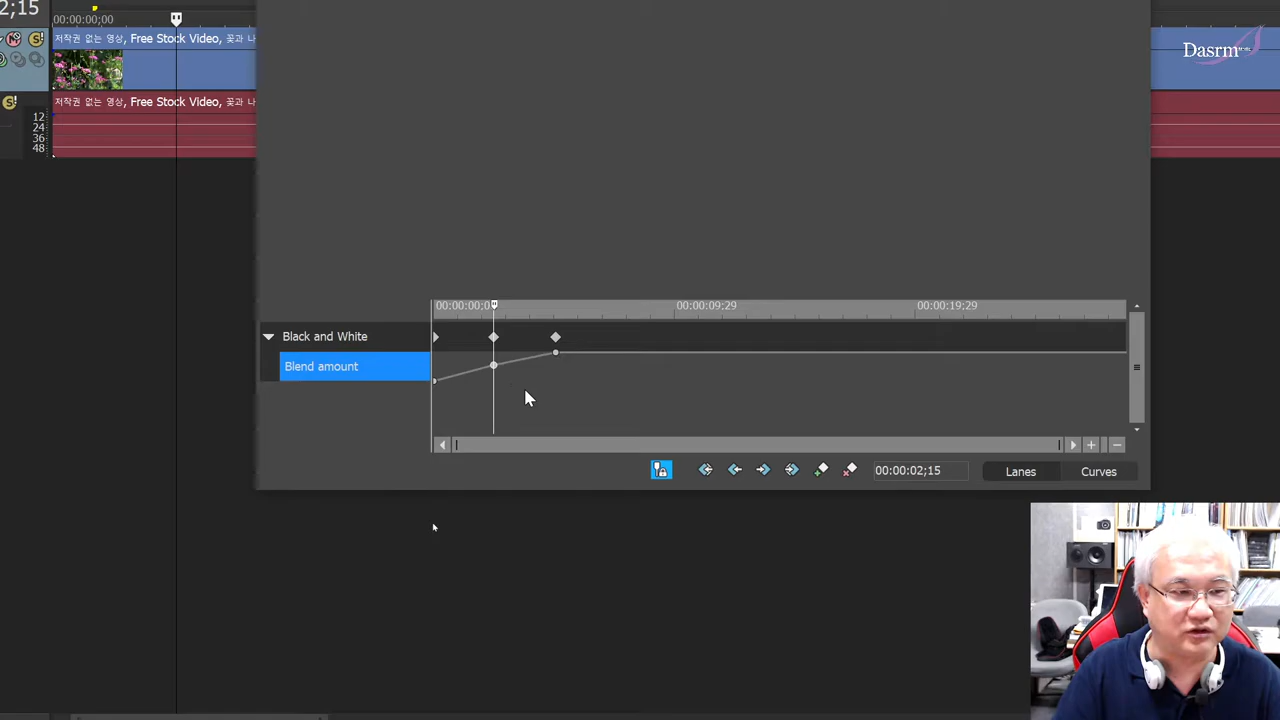 2;15
00:00:00;00
저작권 없는 영상, Free Stock Video, 꽃과 나
Dasrm
저작권 없는 영상, Free Stock Video, 꽃과 나
12
24
36
48
00:00:00;0
00:00:09;29
00:00:19;29
Black and White
Blend amount
00:00:02;15
Lanes
Curves